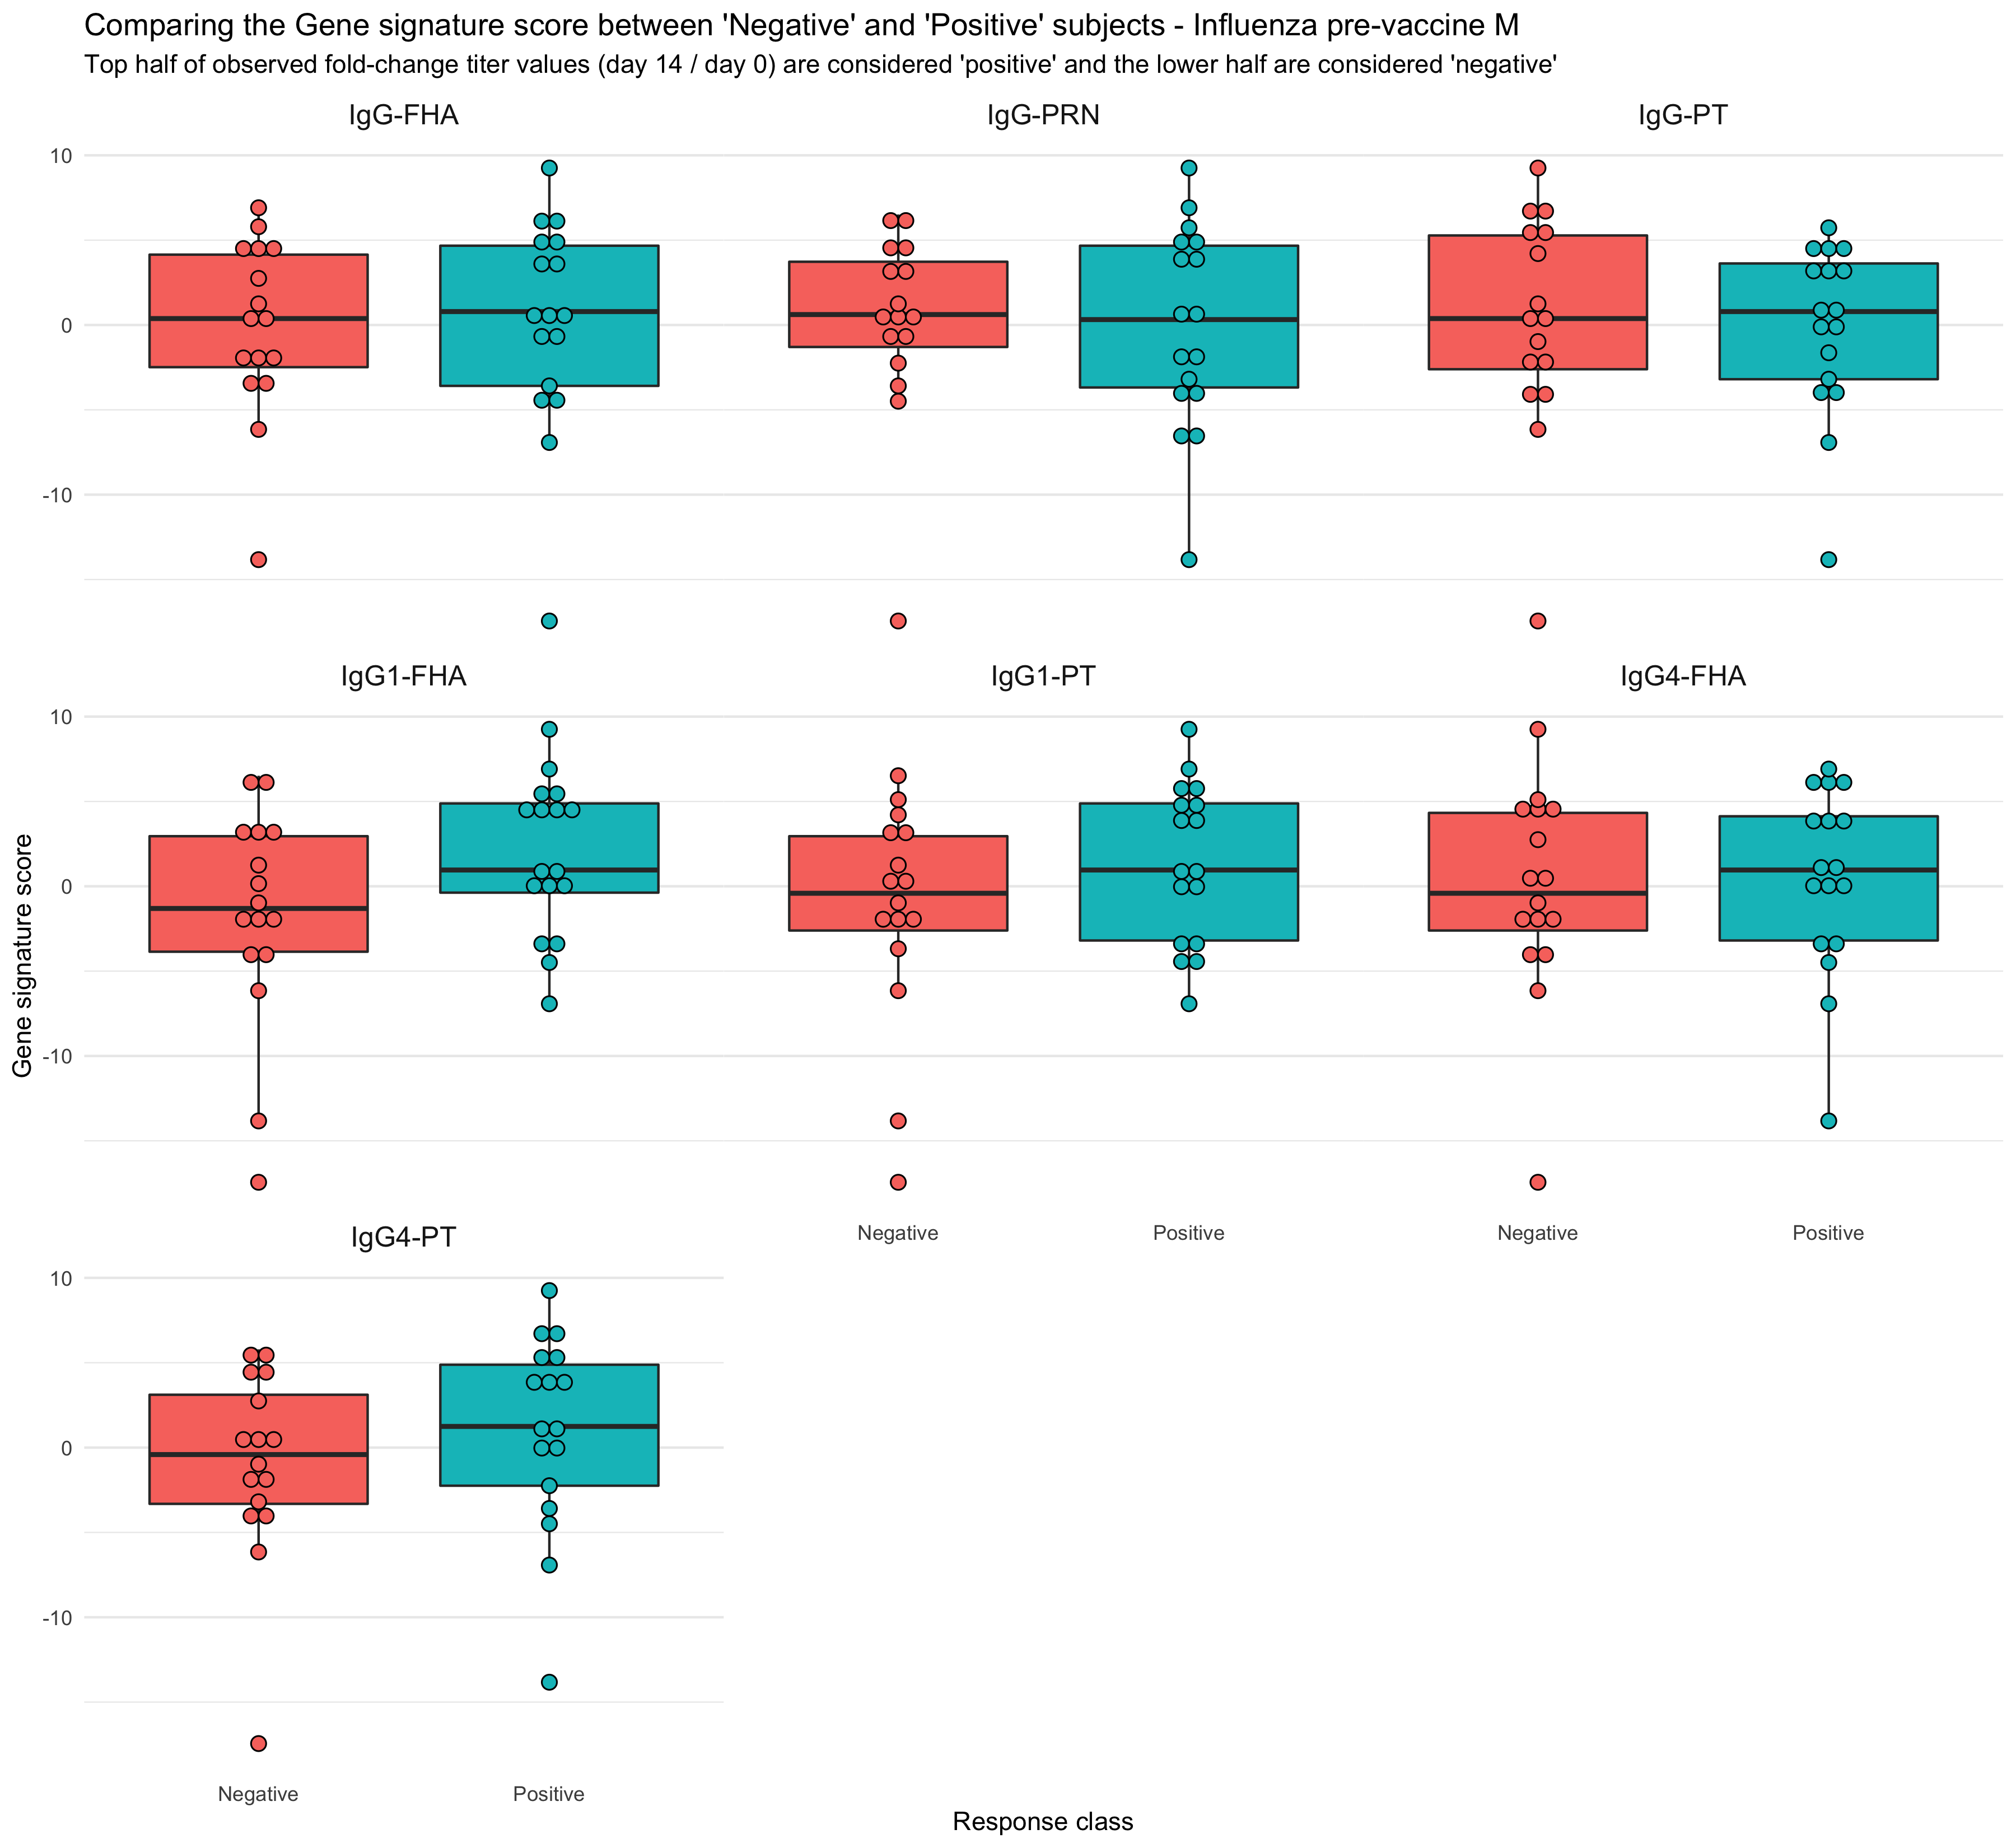 Comparing the Gene signature score between 'Negative' and 'Positive' subjects - Influenza pre-vaccine M
Top half of observed fold-change titer values (day 14 / day 0) are considered 'positive' and the lower half are considered 'negative'
IgG-FHA
IgG-PRN
IgG-PT
10
0
-10
IgG1-FHA
IgG1-PT
IgG4-FHA
10
0
-10
Gene signature score
Negative
Positive
Negative
Positive
IgG4-PT
10
0
-10
Negative
Positive
Response class